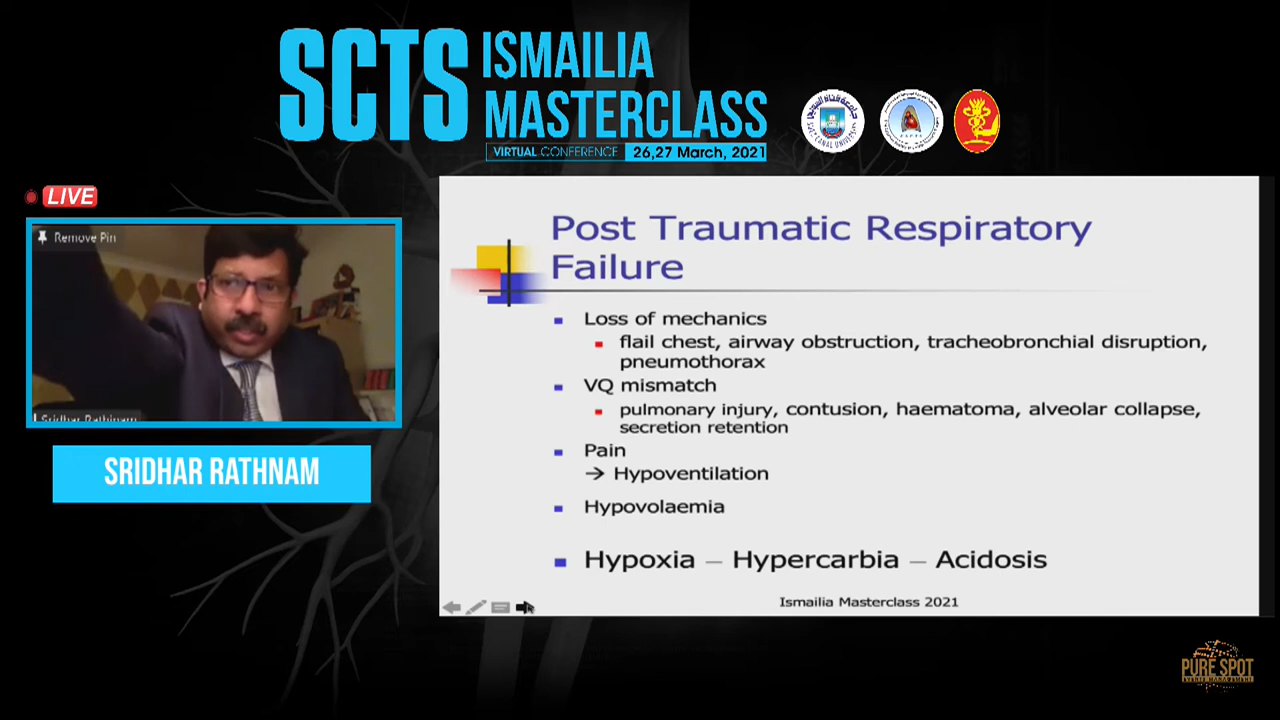 SCTS
ISMAILIA
MASTERCLASS
VIRTUAL CONFERENCE 26,27 March, 2021
LIVE
Remove Pin
Sridhar Rathinam
SRIDHAR RATHNAM
Post Traumatic Respiratory
Failure
Loss of mechanics
flail chest, airway obstruction, tracheobronchial disruption,
pneumothorax
VQ mismatch
pulmonary injury, contusion, haematoma, alveolar collapse,
secretion retention
Pain
→ Hypoventilation
Hypovolaemia
Hypoxia – Hypercarbia – Acidosis
Ismailia Masterclass 2021
PURE SPOT